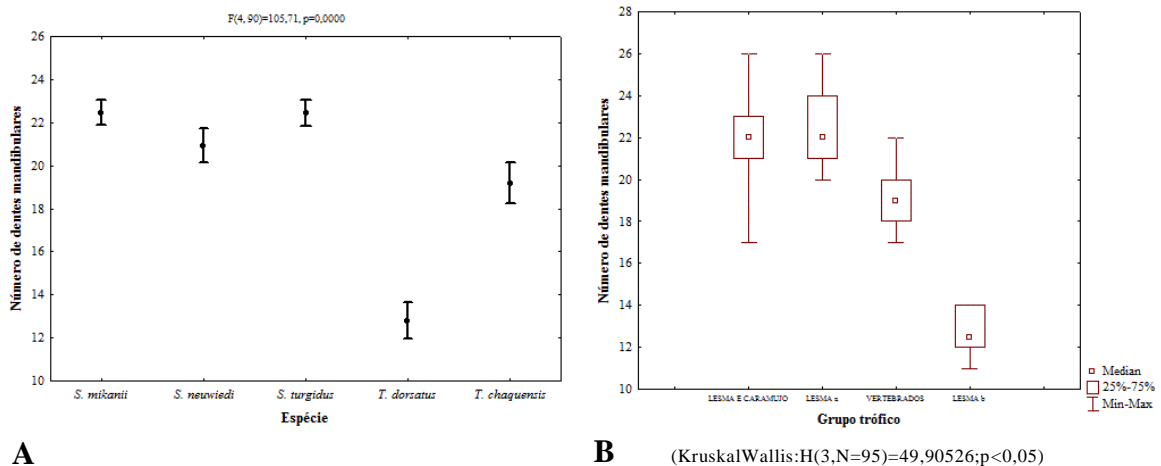 F(4, 90)=105,71, p=0,0000
26
24
22
20
18
16
14
12
10
Número de dentes mandibulares
S. mikanii
S. neuwiedi
S. turgidus
T. dorsatus
T. chaquensis
Espécie
A
28
26
24
22
20
18
16
14
12
10
Número de dentes mandibulares
LESMA E CARAMUJO
LESMA a
VERTEBRADOS
LESMA b
Grupo trófico
Median
25%-75%
Min-Max
B
(KruskalWallis:H(3,N=95)=49,90526;p<0,05)